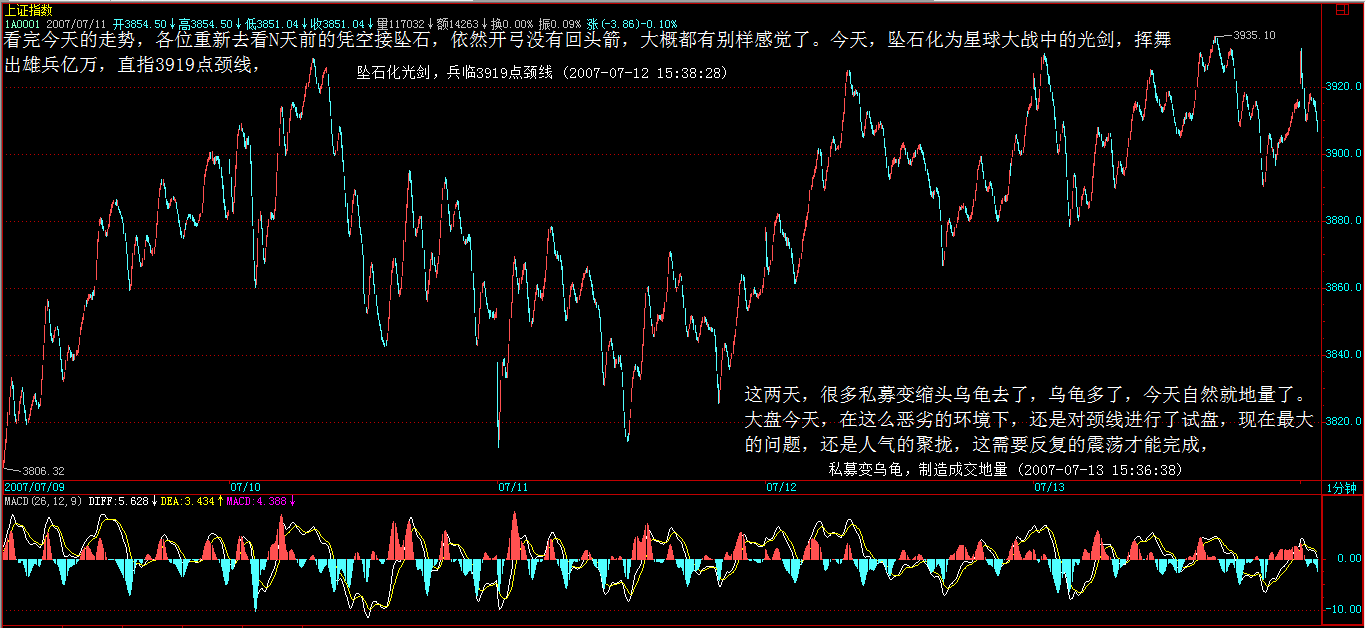 上证指数
1A0001 2007/07/11 开3854.50↓高3854.50↓低3851.04↓收3851.04↓量117032↓额14263↓换0.00% 振0.09% 涨(-3.86)-0.10%
看完今天的走势，各位重新去看N天前的凭空接坠石，依然开弓没有回头箭，大概都有别样感觉了。今天，坠石化为星球大战中的光剑，挥舞
出雄兵亿万，直指3919点颈线，
坠石化光剑，兵临3919点颈线 (2007-07-12 15:38:28)
3935.10
3920.0
3900.0
3880.0
3860.0
3840.0
这两天，很多私募变缩头乌龟去了，乌龟多了，今天自然就地量了。
大盘今天，在这么恶劣的环境下，还是对颈线进行了试盘，现在最大
的问题，还是人气的聚拢，这需要反复的震荡才能完成，
3820.0
私募变乌龟，制造成交地量 (2007-07-13 15:36:38)
3806.32
2007/07/09 07/10 07/11 07/12 07/13 1分钟
MACD(26,12,9) DIFF:5.628↓DEA:3.434↑MACD:4.388↓
0.00
-10.00